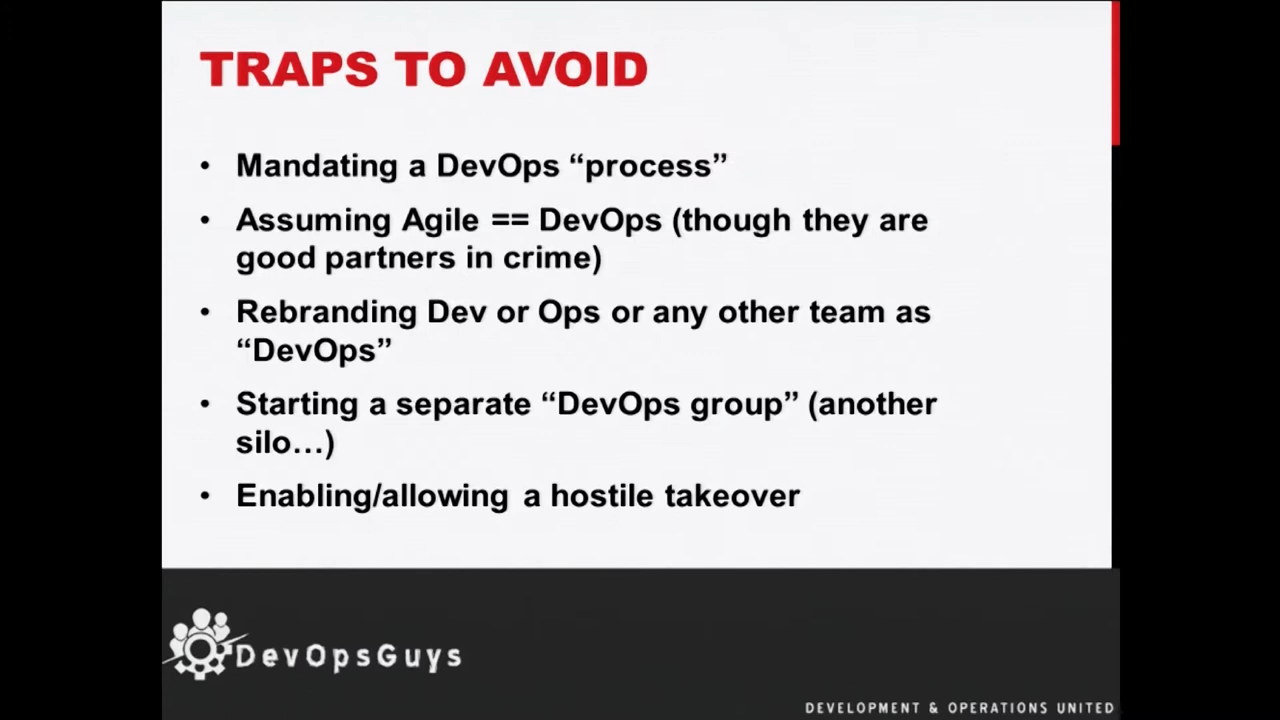 TRAPS TO AVOID
• Mandating a DevOps “process”
• Assuming Agile == DevOps (though they are
good partners in crime)
• Rebranding Dev or Ops or any other team as
“DevOps”
• Starting a separate “DevOps group” (another
silo…)
• Enabling/allowing a hostile takeover
DevOpsGuys
DEVELOPMENT & OPERATIONS UNITED